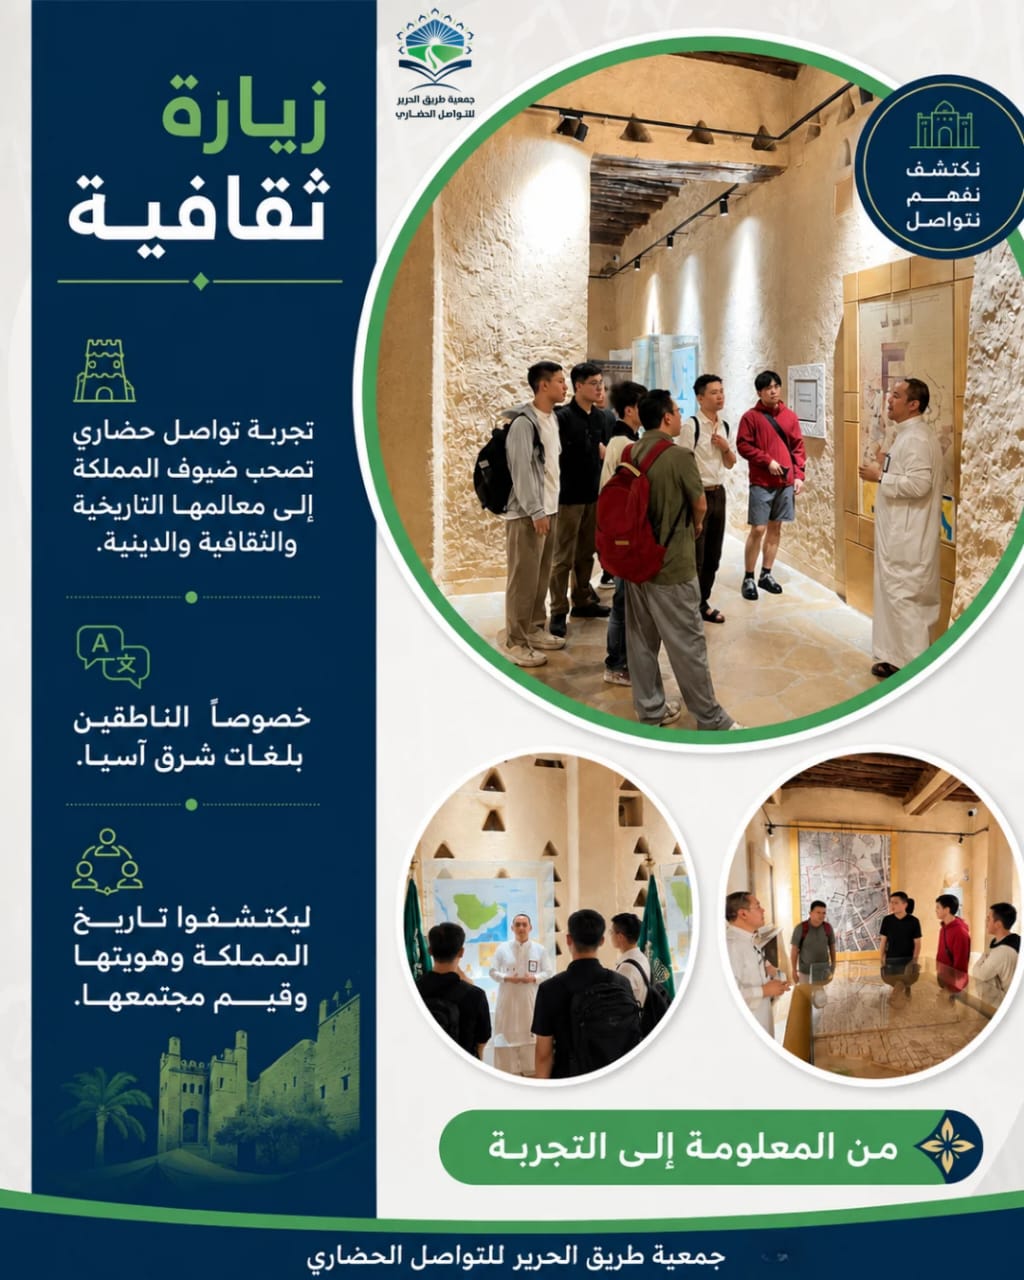 جمعية طريق الحرير
للتواصل الحضاري
زيارة
ثقافية
نكتشف
نفهم
نتواصل
تجربة تواصل حضاري
تصحب ضيوف المملكة
إلى معالمها التاريخية
والثقافية والدينية.
A 文
خصوصاً الناطقين
بلغات شرق آسيا.
ليكتشفوا تاريخ
المملكة وهويتها
وقيم مجتمعها.
من المعلومة إلى التجربة
جمعية طريق الحرير للتواصل الحضاري